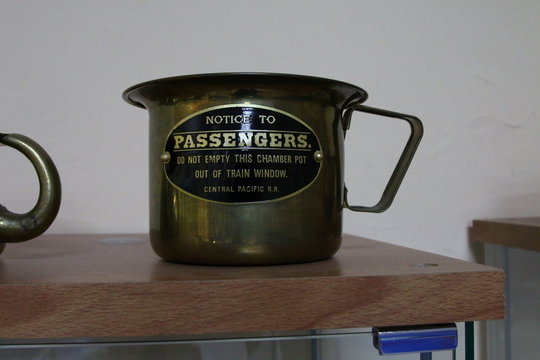 NOTICE TO
PASSENGERS.
DO NOT EMPTY THIS CHAMBER POT
OUT OF TRAIN WINDOW.
CENTRAL PACIFIC R.R.